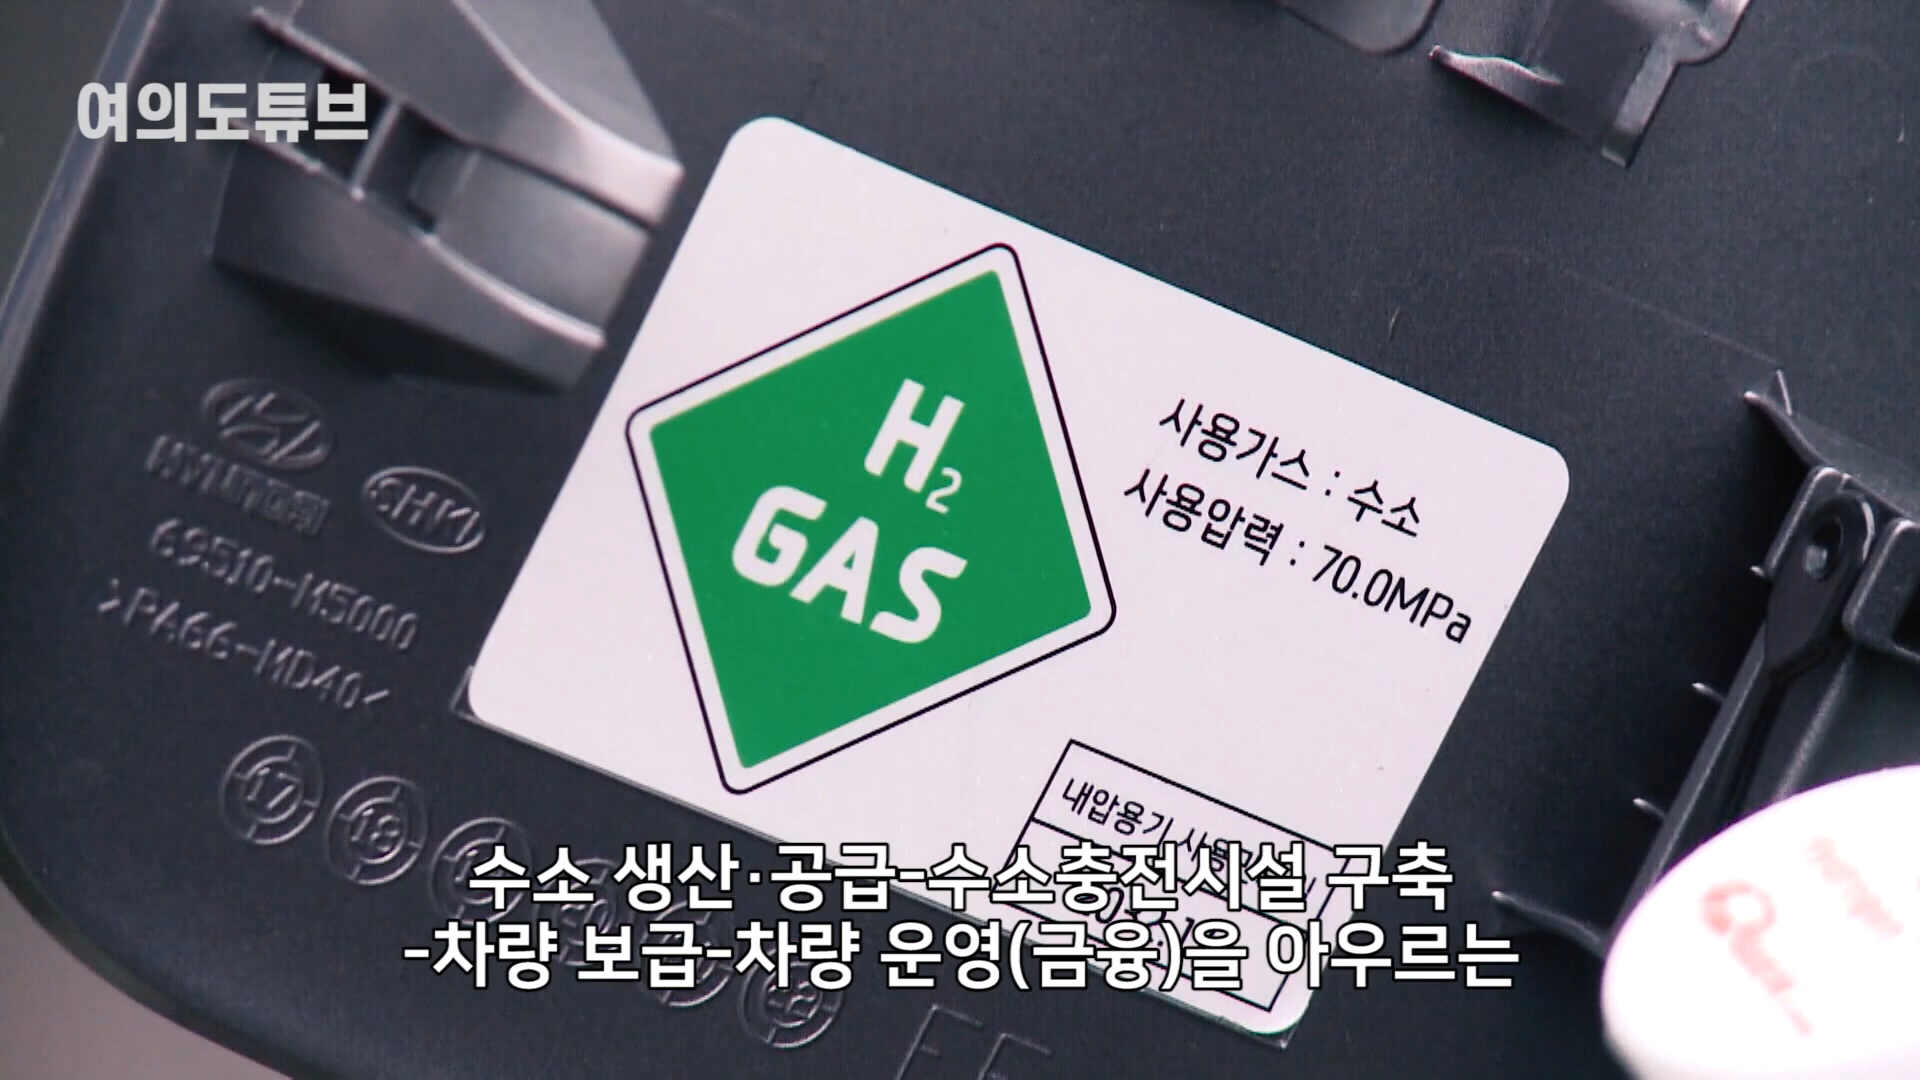 여의도튜브
H2
GAS
사용가스 : 수소
사용압력 : 70.0MPa
HYUNDAI
69510-M5000
>PA66-MD40<
17
18
내압용기
수소 생산·공급-수소충전시설 구축
-차량 보급-차량 운영(금융)을 아우르는